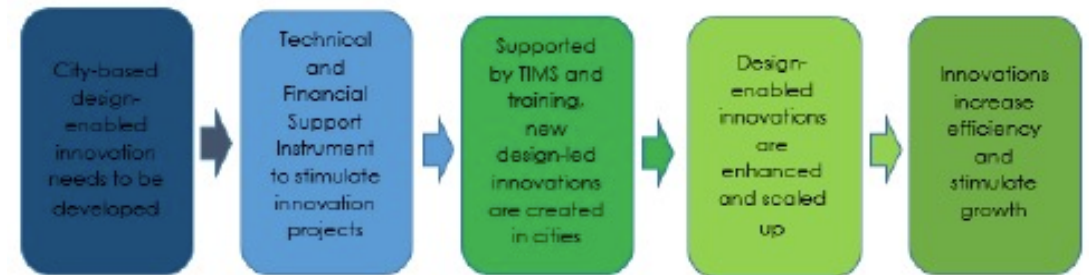 City-based
design-
enabled
innovation
needs to be
developed
Technical
and
Financial
Support
Instrument
to stimulate
innovation
projects
Supported
by TIMS and
training,
new
design-led
innovations
are created
in cities
Design-
enabled
innovations
are
enhanced
and scaled
up
Innovations
increase
efficiency
and
stimulate
growth